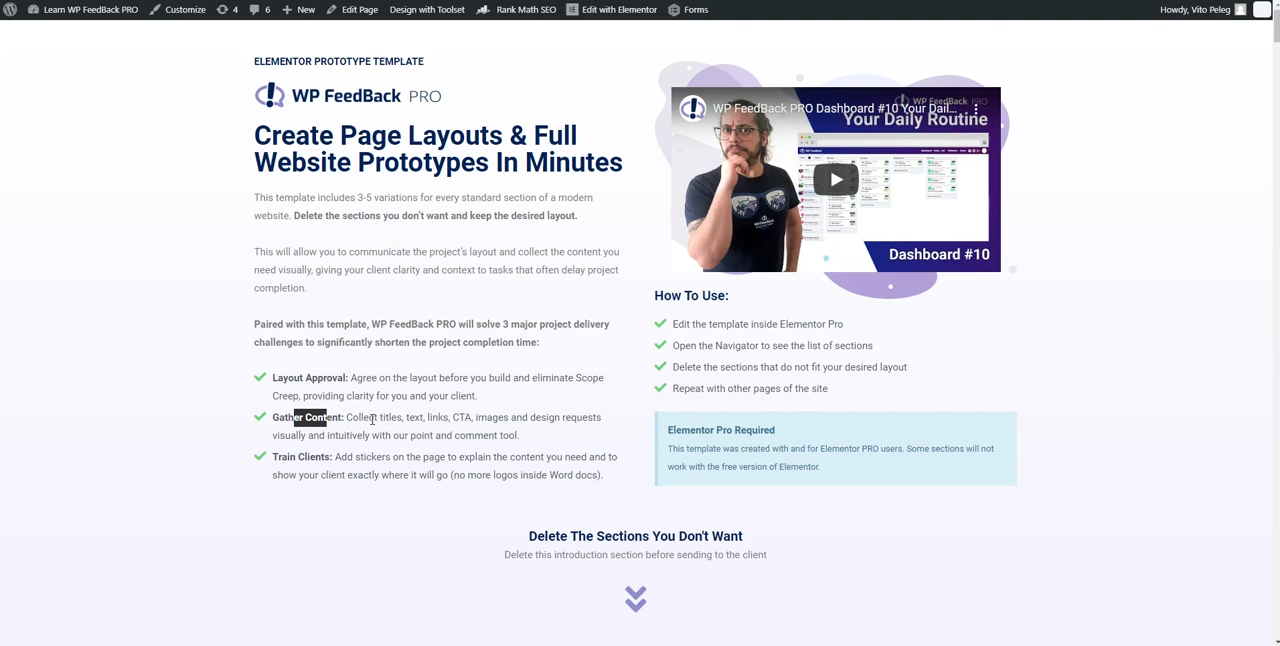 Learn WP FeedBack PRO Customize 4 6 New Edit Page Design with Toolset Rank Math SEO Edit with Elementor Forms Howdy, Vito Peleg
ELEMENTOR PROTOTYPE TEMPLATE
WP FeedBack PRO
Create Page Layouts & Full
Website Prototypes In Minutes
This template includes 3-5 variations for every standard section of a modern
website. Delete the sections you don't want and keep the desired layout.
This will allow you to communicate the project's layout and collect the content you
need visually, giving your client clarity and context to tasks that often delay project
completion.
Paired with this template, WP FeedBack PRO will solve 3 major project delivery
challenges to significantly shorten the project completion time:
Layout Approval: Agree on the layout before you build and eliminate Scope
Creep, providing clarity for you and your client.
Gather Content: Collect titles, text, links, CTA, images and design requests
visually and intuitively with our point and comment tool.
Train Clients: Add stickers on the page to explain the content you need and to
show your client exactly where it will go (no more logos inside Word docs).
WP FeedBack PRO Dashboard #10 Your Dail...
WP FeedBack PRO
Your Daily Routine
Dashboard #10
How To Use:
Edit the template inside Elementor Pro
Open the Navigator to see the list of sections
Delete the sections that do not fit your desired layout
Repeat with other pages of the site
Elementor Pro Required
This template was created with and for Elementor PRO users. Some sections will not
work with the free version of Elementor.
Delete The Sections You Don't Want
Delete this introduction section before sending to the client